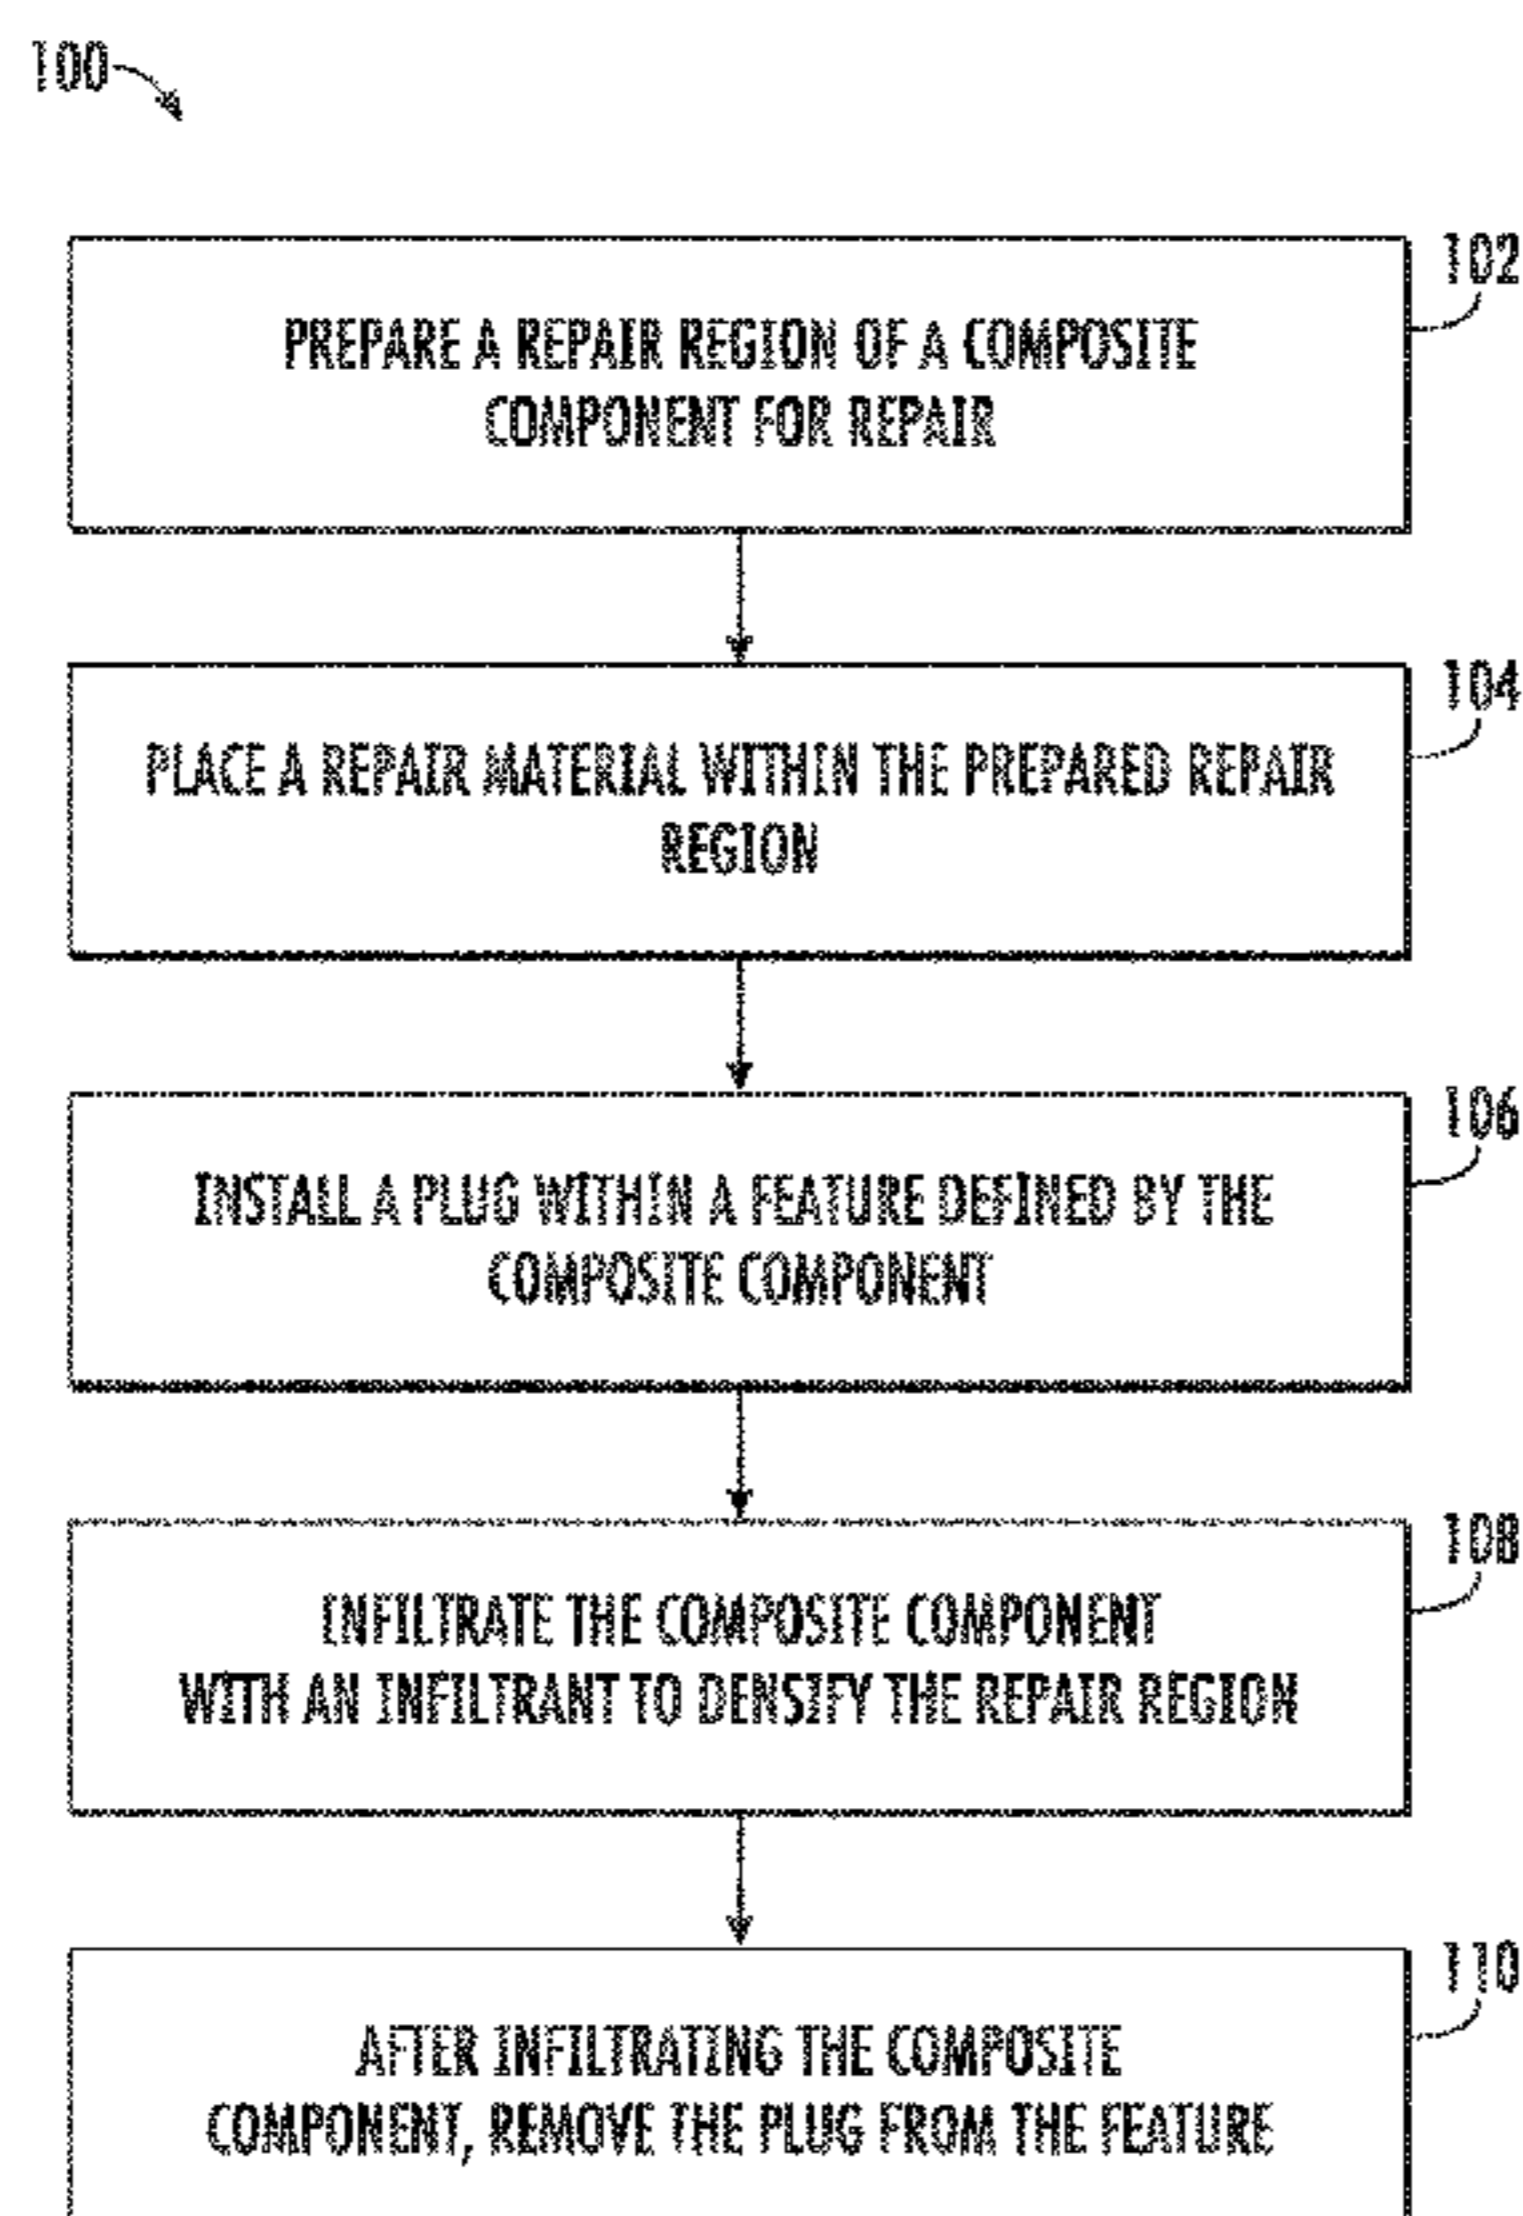 100
102
PREPARE A REPAIR REGION OF A COMPOSITE
COMPONENT FOR REPAIR
104
PLACE A REPAIR MATERIAL WITHIN THE PREPARED REPAIR
REGION
106
INSTALL A PLUG WITHIN A FEATURE DEFINED BY THE
COMPOSITE COMPONENT
108
INFILTRATE THE COMPOSITE COMPONENT
WITH AN INFILTRANT TO DENSIFY THE REPAIR REGION
110
AFTER INFILTRATING THE COMPOSITE
COMPONENT, REMOVE THE PLUG FROM THE FEATURE